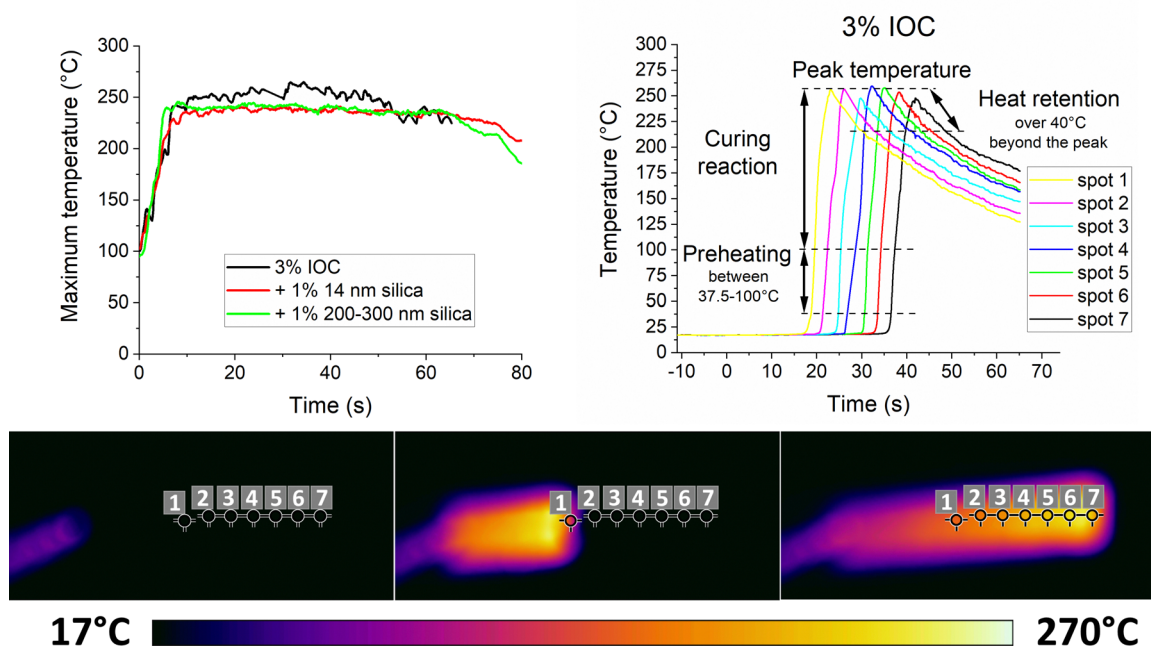 300
250
200
150
100
50
0
Maximum temperature (°C)
3% IOC
+ 1% 14 nm silica
+ 1% 200-300 nm silica
0 20 40 60 80
Time (s)
3% IOC
300
275
250
225
200
175
150
125
100
75
50
25
0
Temperature (°C)
Peak temperature
Curing
reaction
Heat retention
over 40°C
beyond the peak
Preheating
between
37.5-100°C
spot 1
spot 2
spot 3
spot 4
spot 5
spot 6
spot 7
-10 0 10 20 30 40 50 60 70
Time (s)
1 2 3 4 5 6 7
1 2 3 4 5 6 7
1 2 3 4 5 6 7
17°C 270°C